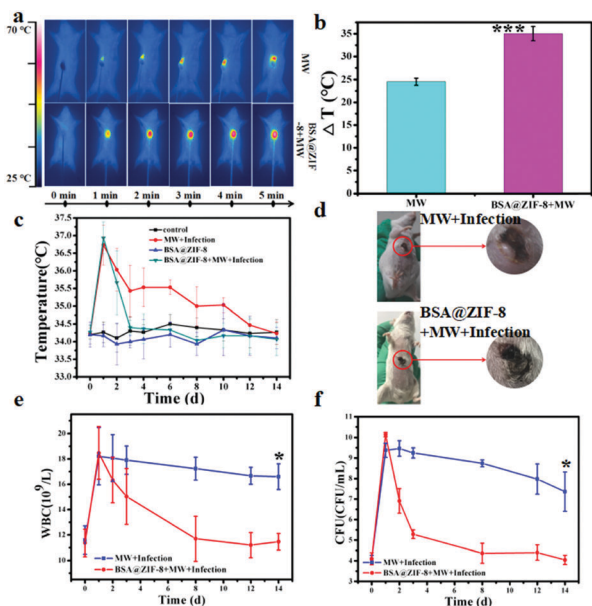 a
70 °C
25 °C
MW
BSA@ZIF
-8+MW
0 min
1 min
2 min
3 min
4 min
5 min
b
△ T (°C)
35
30
25
20
15
10
5
0
***
MW
BSA@ZIF-8+MW
c
Temperature(°C)
37.5
37.0
36.5
36.0
35.5
35.0
34.5
34.0
33.5
33.0
control
MW+Infection
BSA@ZIF-8
BSA@ZIF-8+MW+Infection
0 2 4 6 8 10 12 14
Time (d)
d
MW+Infection
BSA@ZIF-8
+MW+Infection
e
WBC(10⁹/L)
20
18
16
14
12
10
*
MW+Infection
BSA@ZIF-8+MW+Infection
0 2 4 6 8 10 12 14
Time (d)
f
CFU(CFU/mL)
11
10
9
8
7
6
5
4
3
*
MW+Infection
BSA@ZIF-8+MW+Infection
0 2 4 6 8 10 12 14
Time (d)